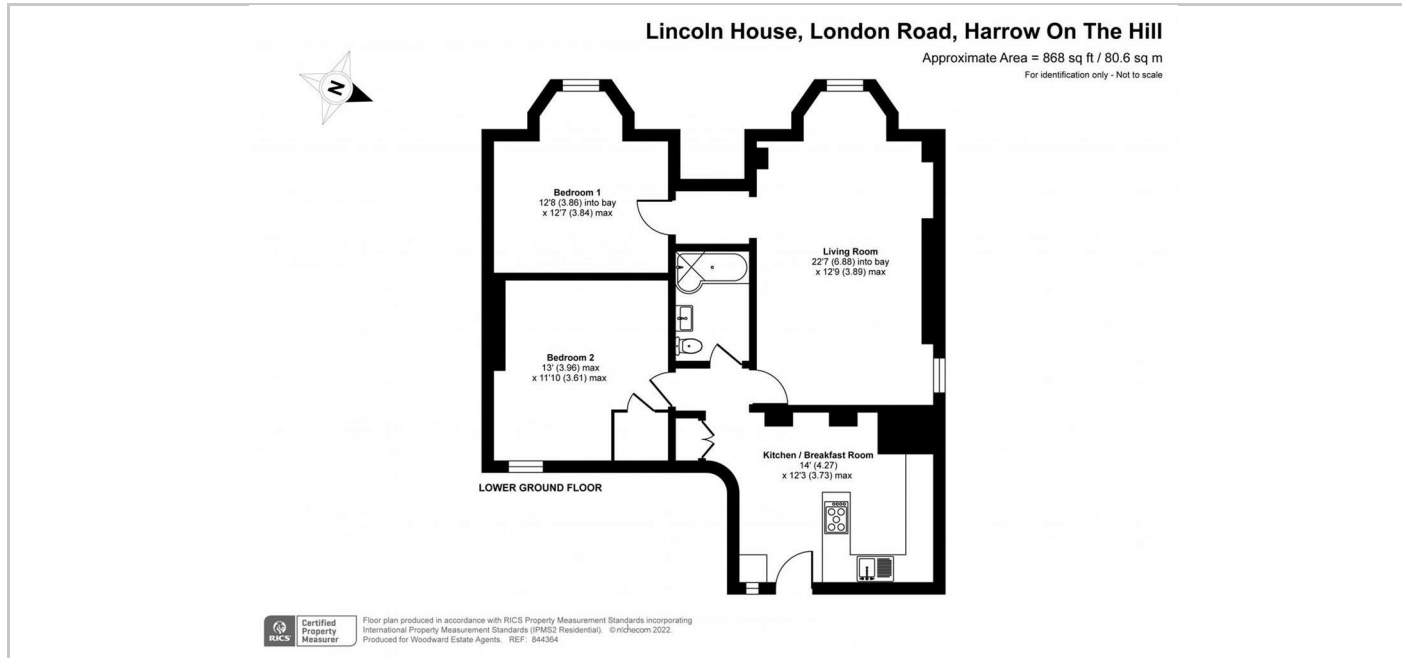 Lincoln House, London Road, Harrow On The Hill
Approximate Area = 868 sq ft / 80.6 sq m
For identification only - Not to scale
N
Bedroom 1
12'8 (3.86) into bay
x 12'7 (3.84) max
Living Room
22'7 (6.88) into bay
x 12'9 (3.89) max
Bedroom 2
13' (3.96) max
x 11'10 (3.61) max
Kitchen / Breakfast Room
14' (4.27)
x 12'3 (3.73) max
LOWER GROUND FLOOR
RICS
Certified
Property
Measurer
Floor plan produced in accordance with RICS Property Measurement Standards incorporating
International Property Measurement Standards (IPMS2 Residential). © nichecom 2022.
Produced for Woodward Estate Agents. REF: 844364